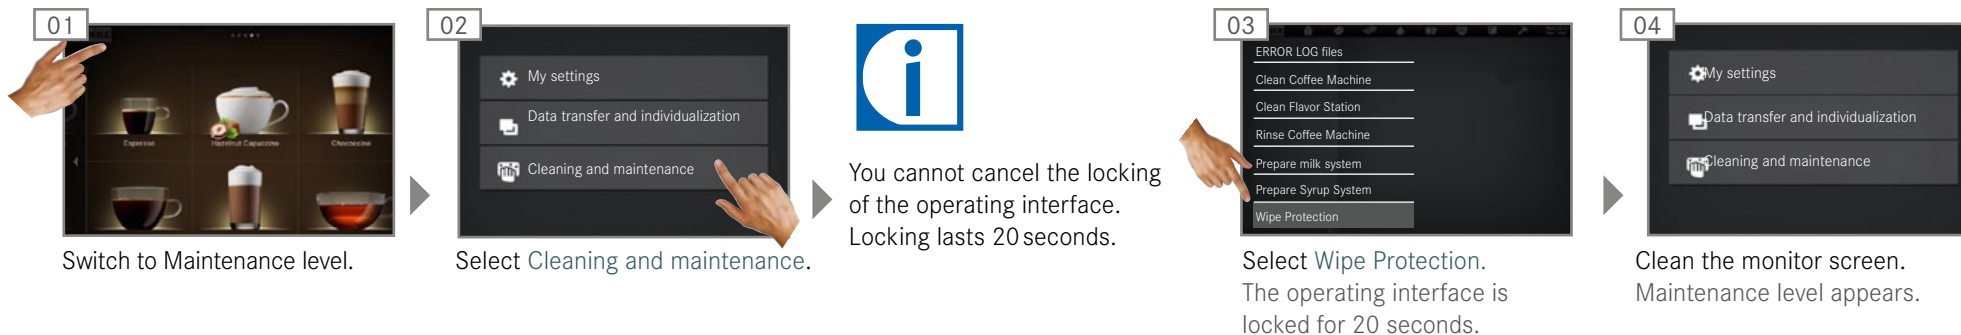 01
Espresso
Hazelnut Capuccino
Chococcino
Switch to Maintenance level.
02
My settings
Data transfer and individualization
Cleaning and maintenance
Select Cleaning and maintenance.
i
You cannot cancel the locking
of the operating interface.
Locking lasts 20 seconds.
03
ERROR LOG files
Clean Coffee Machine
Clean Flavor Station
Rinse Coffee Machine
Prepare milk system
Prepare Syrup System
Wipe Protection
Select Wipe Protection.
The operating interface is
locked for 20 seconds.
04
My settings
Data transfer and individualization
Cleaning and maintenance
Clean the monitor screen.
Maintenance level appears.